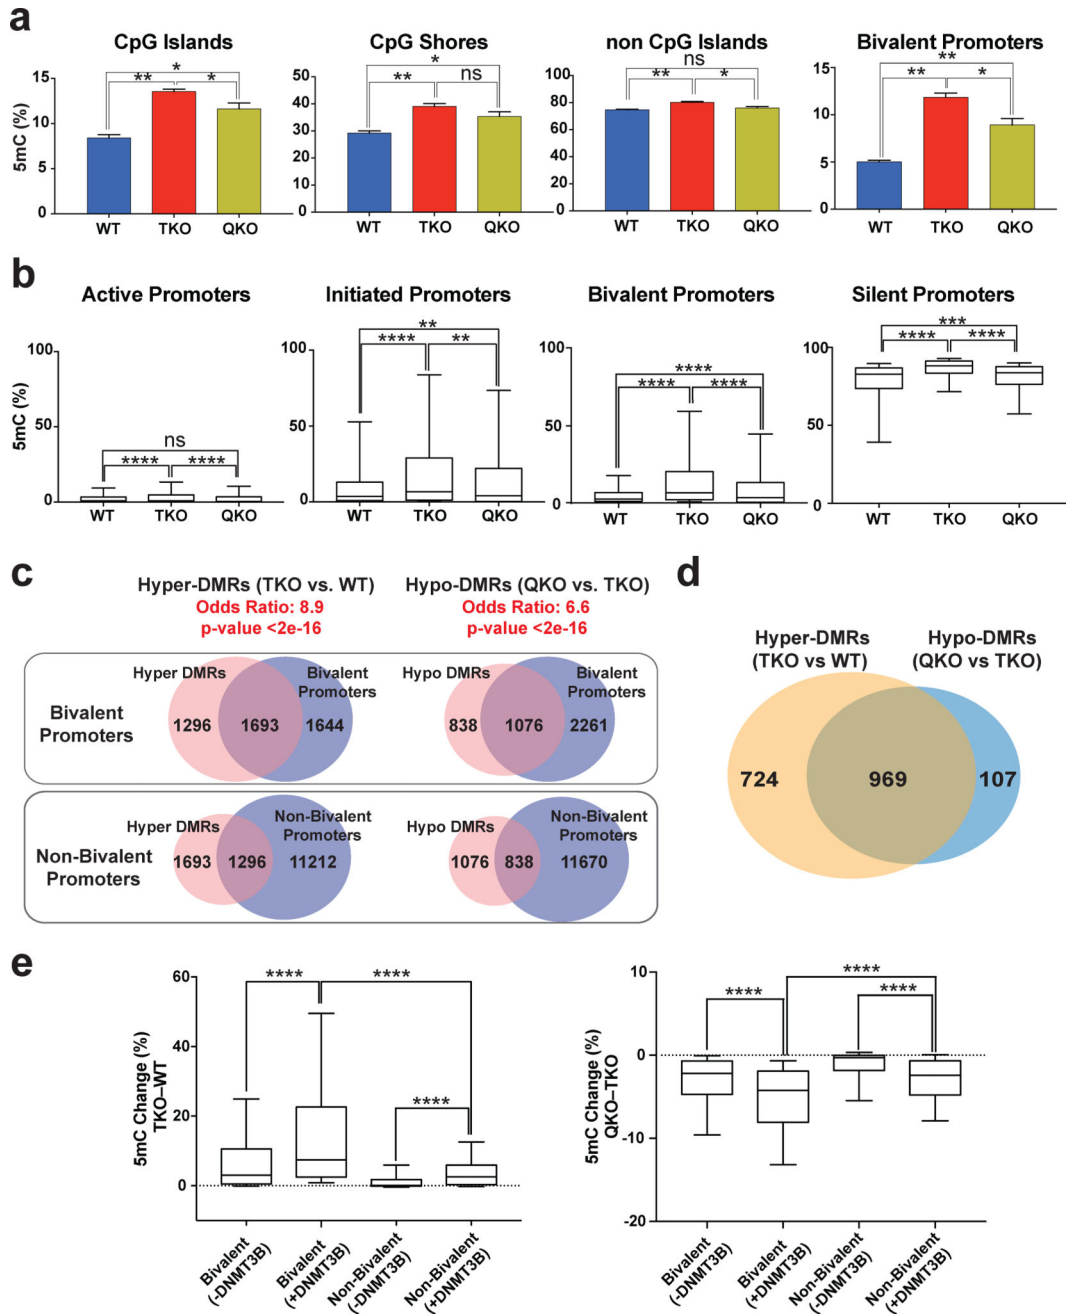 a
CpG Islands
5mC (%)
15
10
5
0
*
**
*
WT TKO QKO
CpG Shores
50
40
30
20
10
0
*
**
ns
WT TKO QKO
non CpG Islands
100
80
60
40
20
0
ns
**
*
WT TKO QKO
Bivalent Promoters
15
10
5
0
**
**
*
WT TKO QKO
b
Active Promoters
5mC (%)
100
50
0
ns
****
****
WT TKO QKO
Initiated Promoters
100
50
0
**
****
**
WT TKO QKO
Bivalent Promoters
100
50
0
****
****
****
WT TKO QKO
Silent Promoters
100
50
0
***
****
****
WT TKO QKO
c
Hyper-DMRs (TKO vs. WT)
Odds Ratio: 8.9
p-value <2e-16
Hypo-DMRs (QKO vs. TKO)
Odds Ratio: 6.6
p-value <2e-16
Bivalent
Promoters
Hyper DMRs
Bivalent
Promoters
1296 1693 1644
Hypo DMRs
Bivalent
Promoters
838 1076 2261
Non-Bivalent
Promoters
Hyper DMRs
Non-Bivalent
Promoters
1693 1296 11212
Hypo DMRs
Non-Bivalent
Promoters
1076 838 11670
d
Hyper-DMRs
(TKO vs WT)
Hypo-DMRs
(QKO vs TKO)
724 969 107
e
5mC Change (%)
TKO–WT
60
40
20
0
****
****
****
Bivalent
(-DNMT3B)
Bivalent
(+DNMT3B)
Non-Bivalent
(-DNMT3B)
Non-Bivalent
(+DNMT3B)
5mC Change (%)
QKO–TKO
10
0
-10
-20
****
****
****
Bivalent
(-DNMT3B)
Bivalent
(+DNMT3B)
Non-Bivalent
(-DNMT3B)
Non-Bivalent
(+DNMT3B)